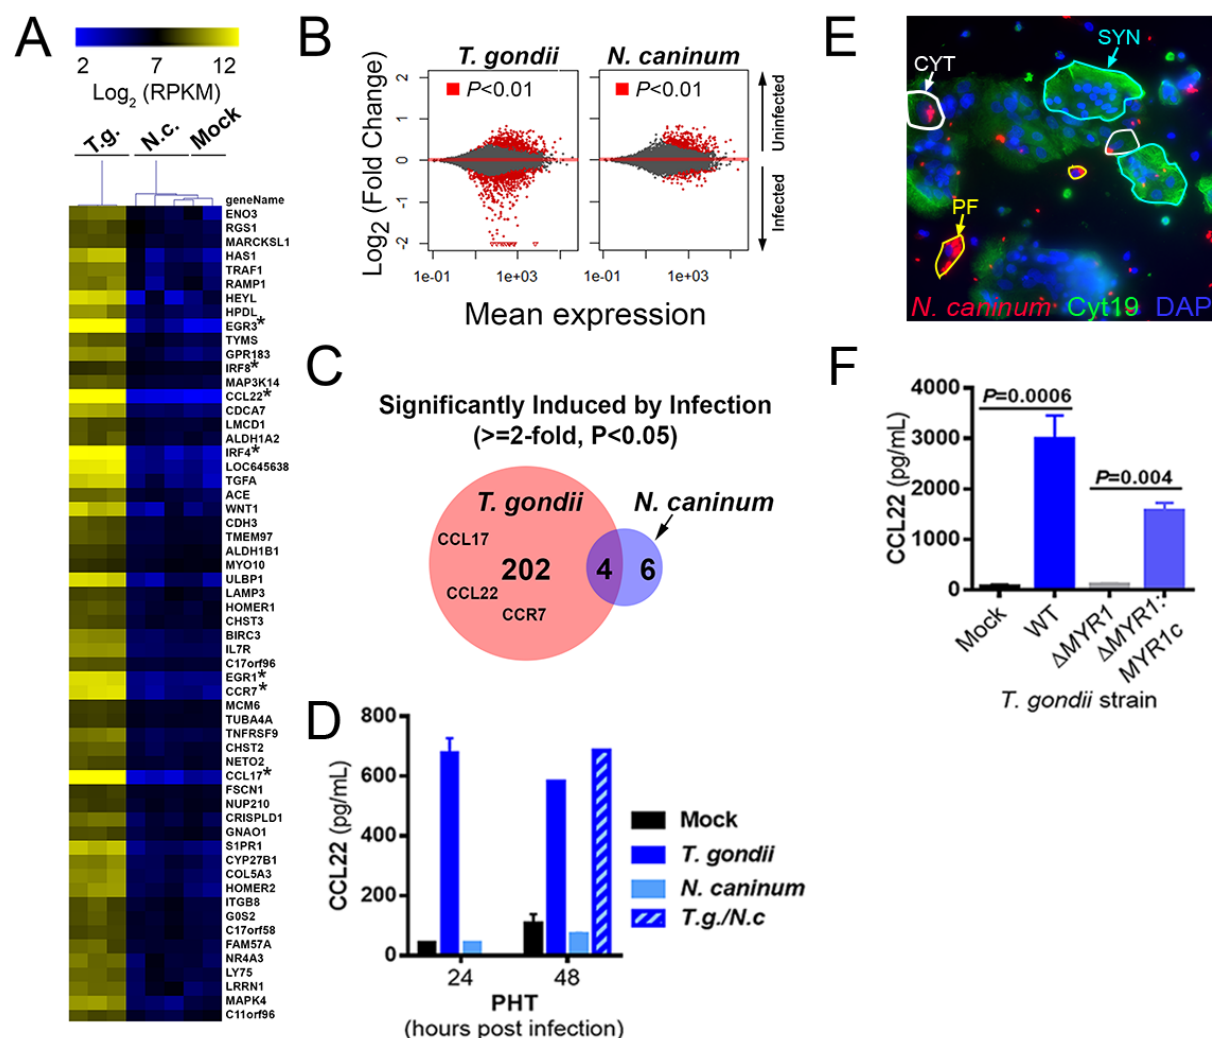 A
2 7 12
Log2 (RPKM)
T.g. N.c. Mock
geneName
ENO3
RGS1
MARCKSL1
HAS1
TRAF1
RAMP1
HEYL
HPDL
EGR3*
TYMS
GPR183
IRF8*
MAP3K14
CCL22*
CDCA7
LMCD1
ALDH1A2
IRF4*
LOC645638
TGFA
ACE
WNT1
CDH3
TMEM97
ALDH1B1
MYO10
ULBP1
LAMP3
HOMER1
CHST3
BIRC3
IL7R
C17orf96
EGR1*
CCR7*
MCM6
TUBA4A
TNFRSF9
CHST2
NETO2
CCL17*
FSCN1
NUP210
CRISPLD1
GNAO1
S1PR1
CYP27B1
COL5A3
HOMER2
ITGB8
G0S2
C17orf58
FAM57A
NR4A3
LY75
LRRN1
MAPK4
C11orf96
B
T. gondii N. caninum
P<0.01 P<0.01
Log2 (Fold Change)
2
1
0
-1
-2
1e-01 1e+03 1e-01 1e+03
Mean expression
Uninfected
Infected
C
Significantly Induced by Infection
(>=2-fold, P<0.05)
T. gondii N. caninum
CCL17
202 4 6
CCL22
CCR7
D
CCL22 (pg/mL)
800
600
400
200
0
24 48
PHT
(hours post infection)
Mock
T. gondii
N. caninum
T.g./N.c
E
SYN
CYT
PF
N. caninum Cyt19 DAP
F
CCL22 (pg/mL)
4000
3000
2000
1000
0
P=0.0006
P=0.004
Mock
WT
ΔMYR1
ΔMYR1::
MYR1c
T. gondii strain